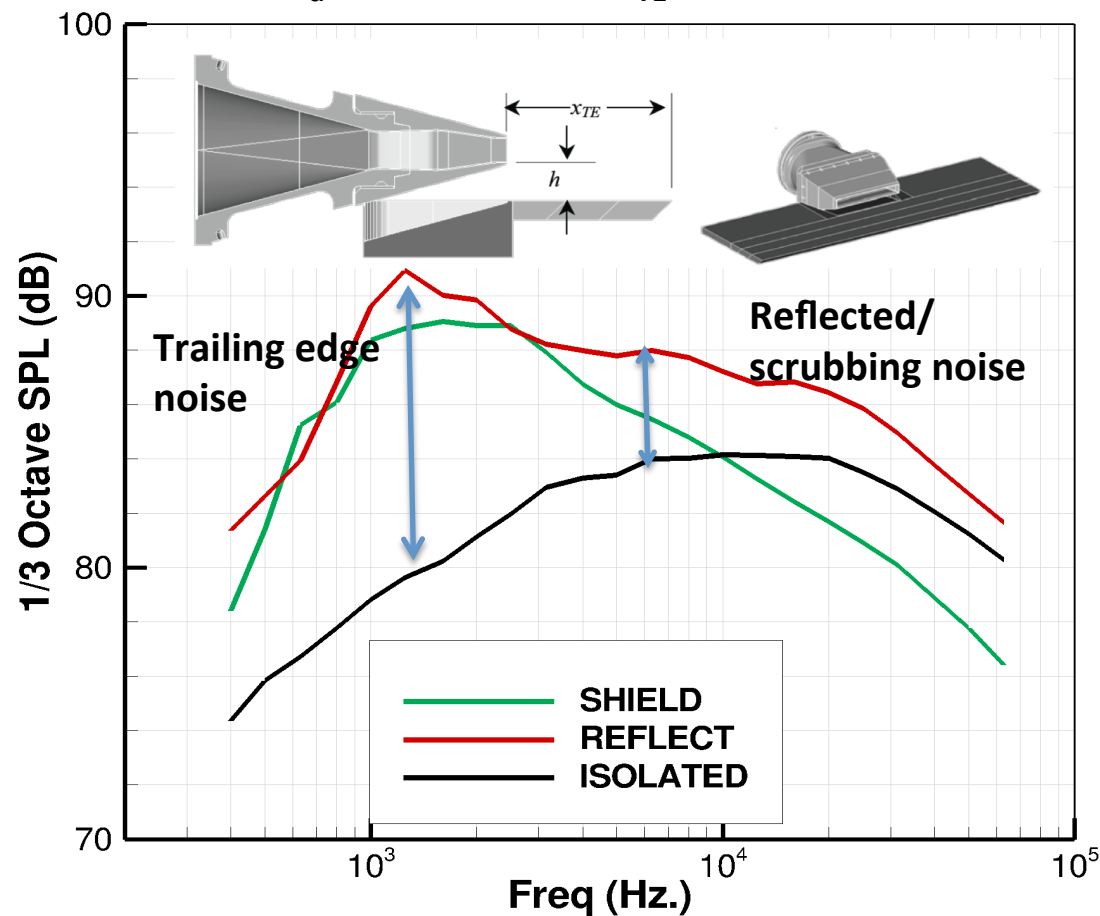 100
x_TE
h
90
Trailing edge
noise
Reflected/
scrubbing noise
1/3 Octave SPL (dB)
80
SHIELD
REFLECT
ISOLATED
70
10^3
10^4
10^5
Freq (Hz.)